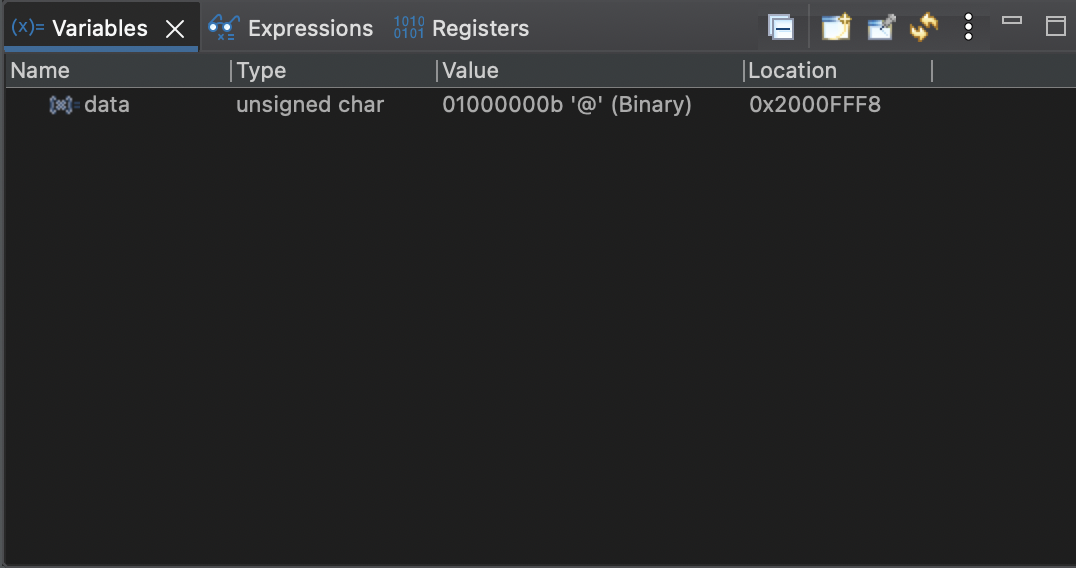 (x)= Variables Expressions 1010 0101 Registers
Name Type Value Location
data unsigned char 01000000b '@' (Binary) 0x2000FFF8